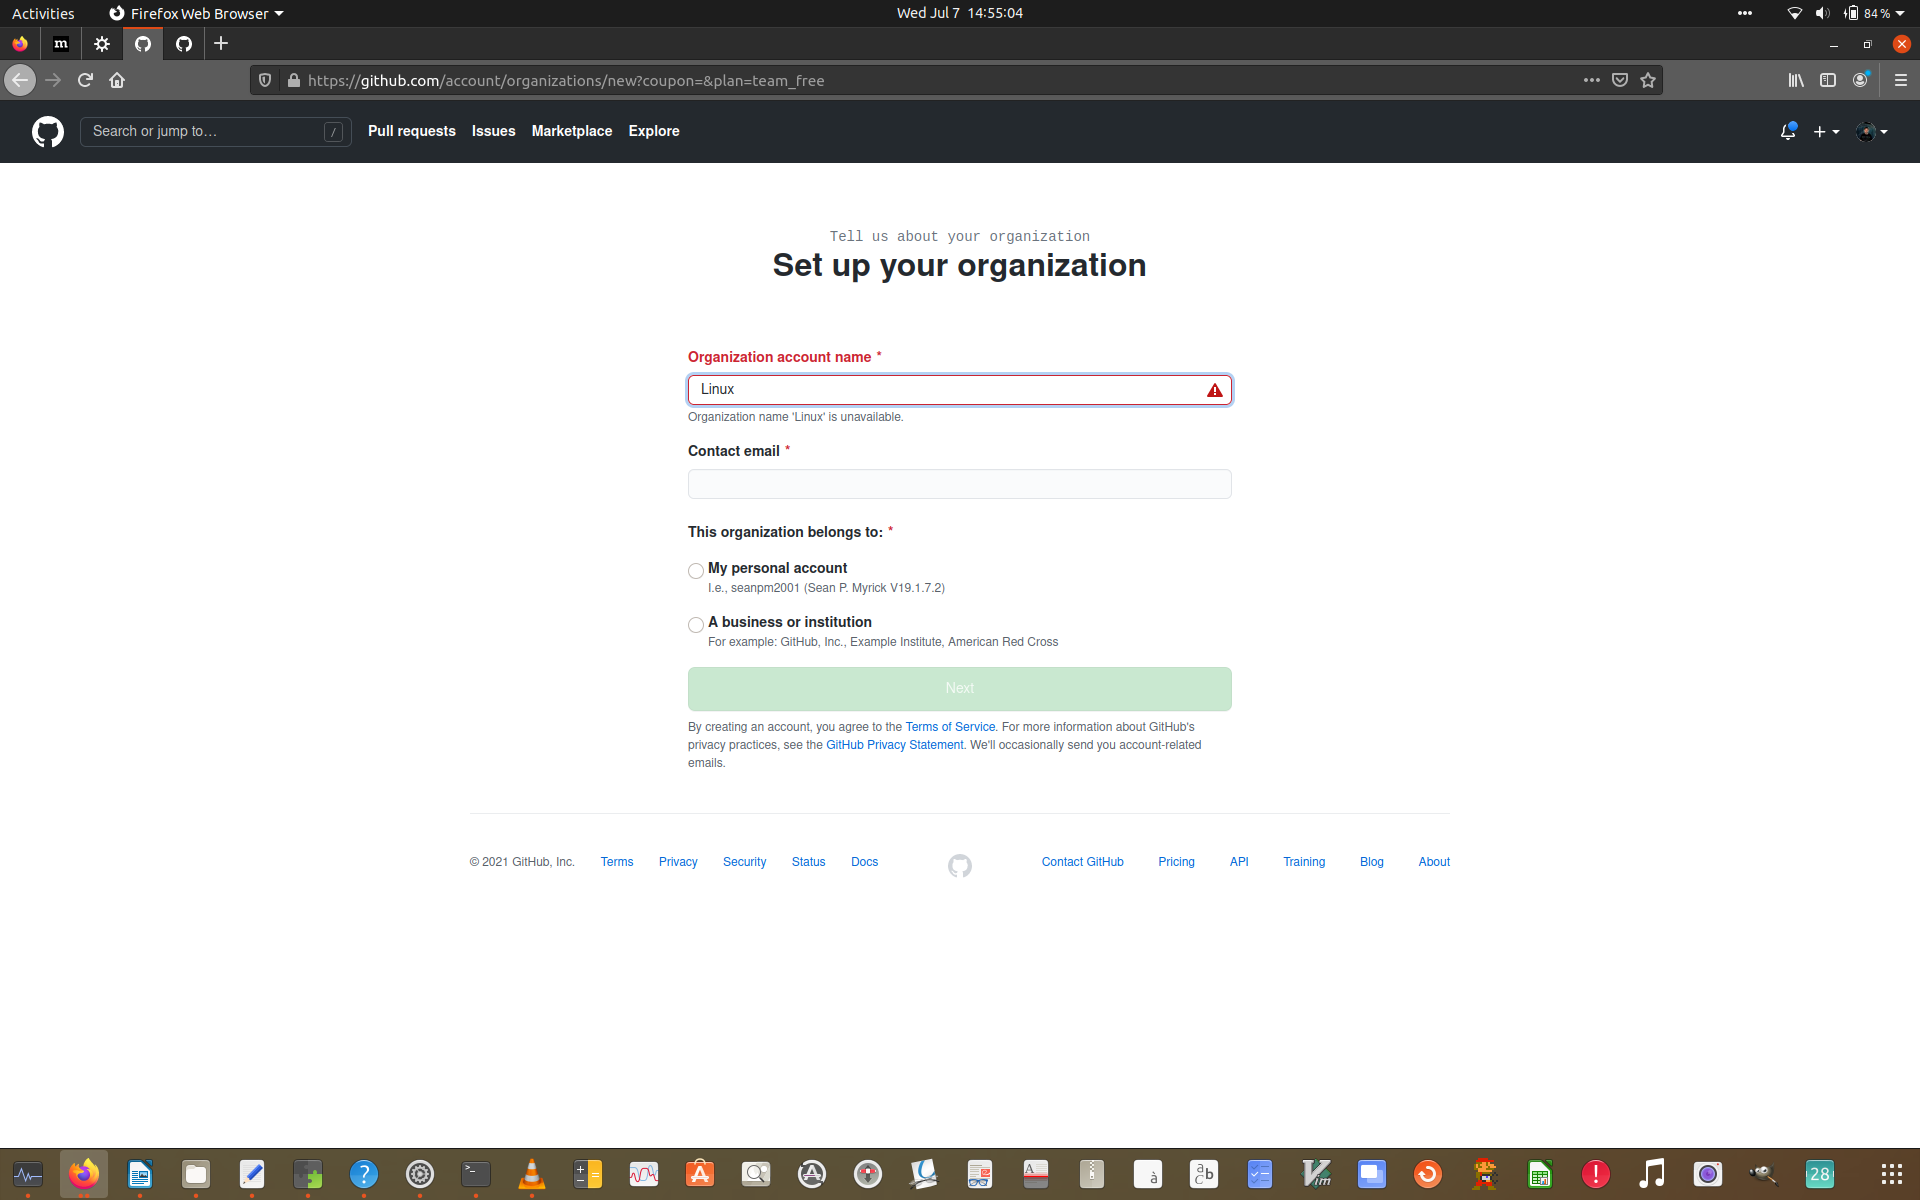 Activities
Firefox Web Browser
Wed Jul 7 14:55:04
84 %
m
https://github.com/account/organizations/new?coupon=&plan=team_free
Search or jump to…
/
Pull requests
Issues
Marketplace
Explore
Tell us about your organization
Set up your organization
Organization account name *
Linux
Organization name 'Linux' is unavailable.
Contact email *
This organization belongs to: *
My personal account
I.e., seanpm2001 (Sean P. Myrick V19.1.7.2)
A business or institution
For example: GitHub, Inc., Example Institute, American Red Cross
Next
By creating an account, you agree to the Terms of Service. For more information about GitHub's
privacy practices, see the GitHub Privacy Statement. We'll occasionally send you account-related
emails.
© 2021 GitHub, Inc.
Terms
Privacy
Security
Status
Docs
Contact GitHub
Pricing
API
Training
Blog
About
?
>_
A
à
a b c
Vim
!
28